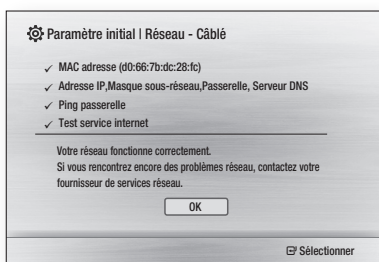 Paramètre initial | Réseau - Câblé
✓ MAC adresse (d0:66:7b:dc:28:fc)
✓ Adresse IP,Masque sous-réseau,Passerelle, Serveur DNS
✓ Ping passerelle
✓ Test service internet
Votre réseau fonctionne correctement.
Si vous rencontrez encore des problèmes réseau, contactez votre
fournisseur de services réseau.
OK
Sélectionner